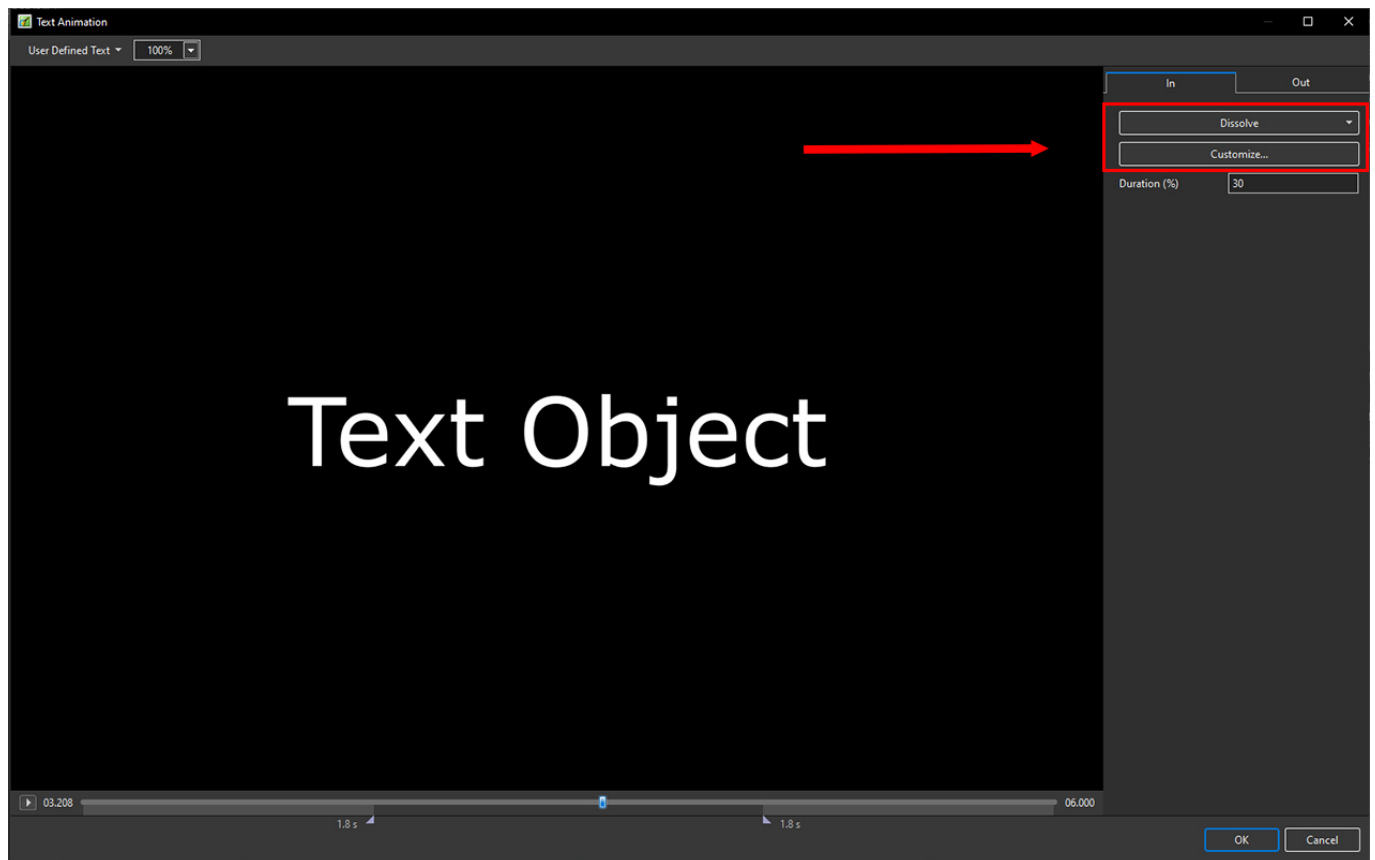 Text Animation
User Defined Text 100%
In Out
Dissolve
Customize...
Duration (%) 30
Text Object
03.208 06.000
1.8 s 1.8 s
OK Cancel